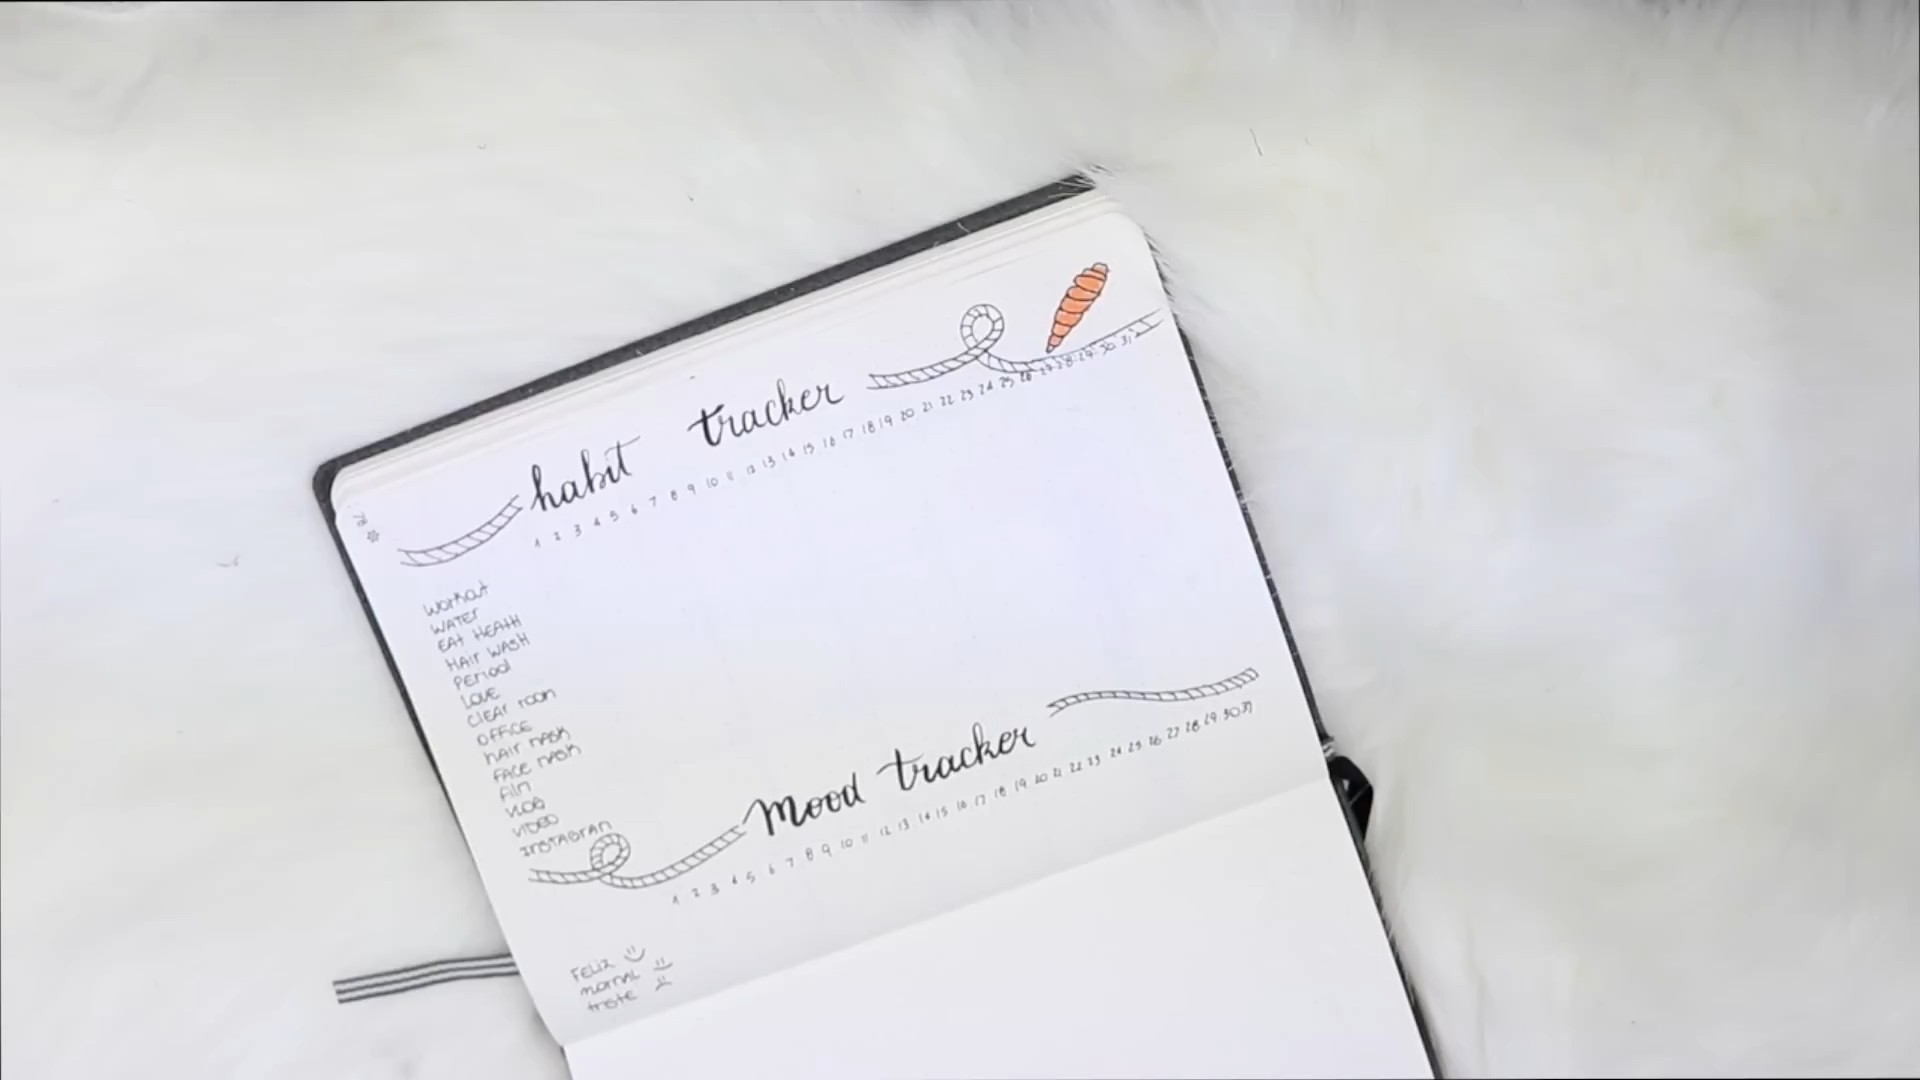 78
habit tracker
1 2 3 4 5 6 7 8 9 10 11 12 13 14 15 16 17 18 19 20 21 22 23 24 25 26 27 28 29 30 31
Workout
WATER
EAt HEAtH
HAir WASH
PEriod
LOVE
CLEAr room
OFFICE
HAIr MASK
FACE MASK
Film
VLOG
VIDEO
INSTAGRAM
Mood tracker
1 2 3 4 5 6 7 8 9 10 11 12 13 14 15 16 17 18 19 20 21 22 23 24 25 26 27 28 29 30 31
FELIZ
normAL
triste